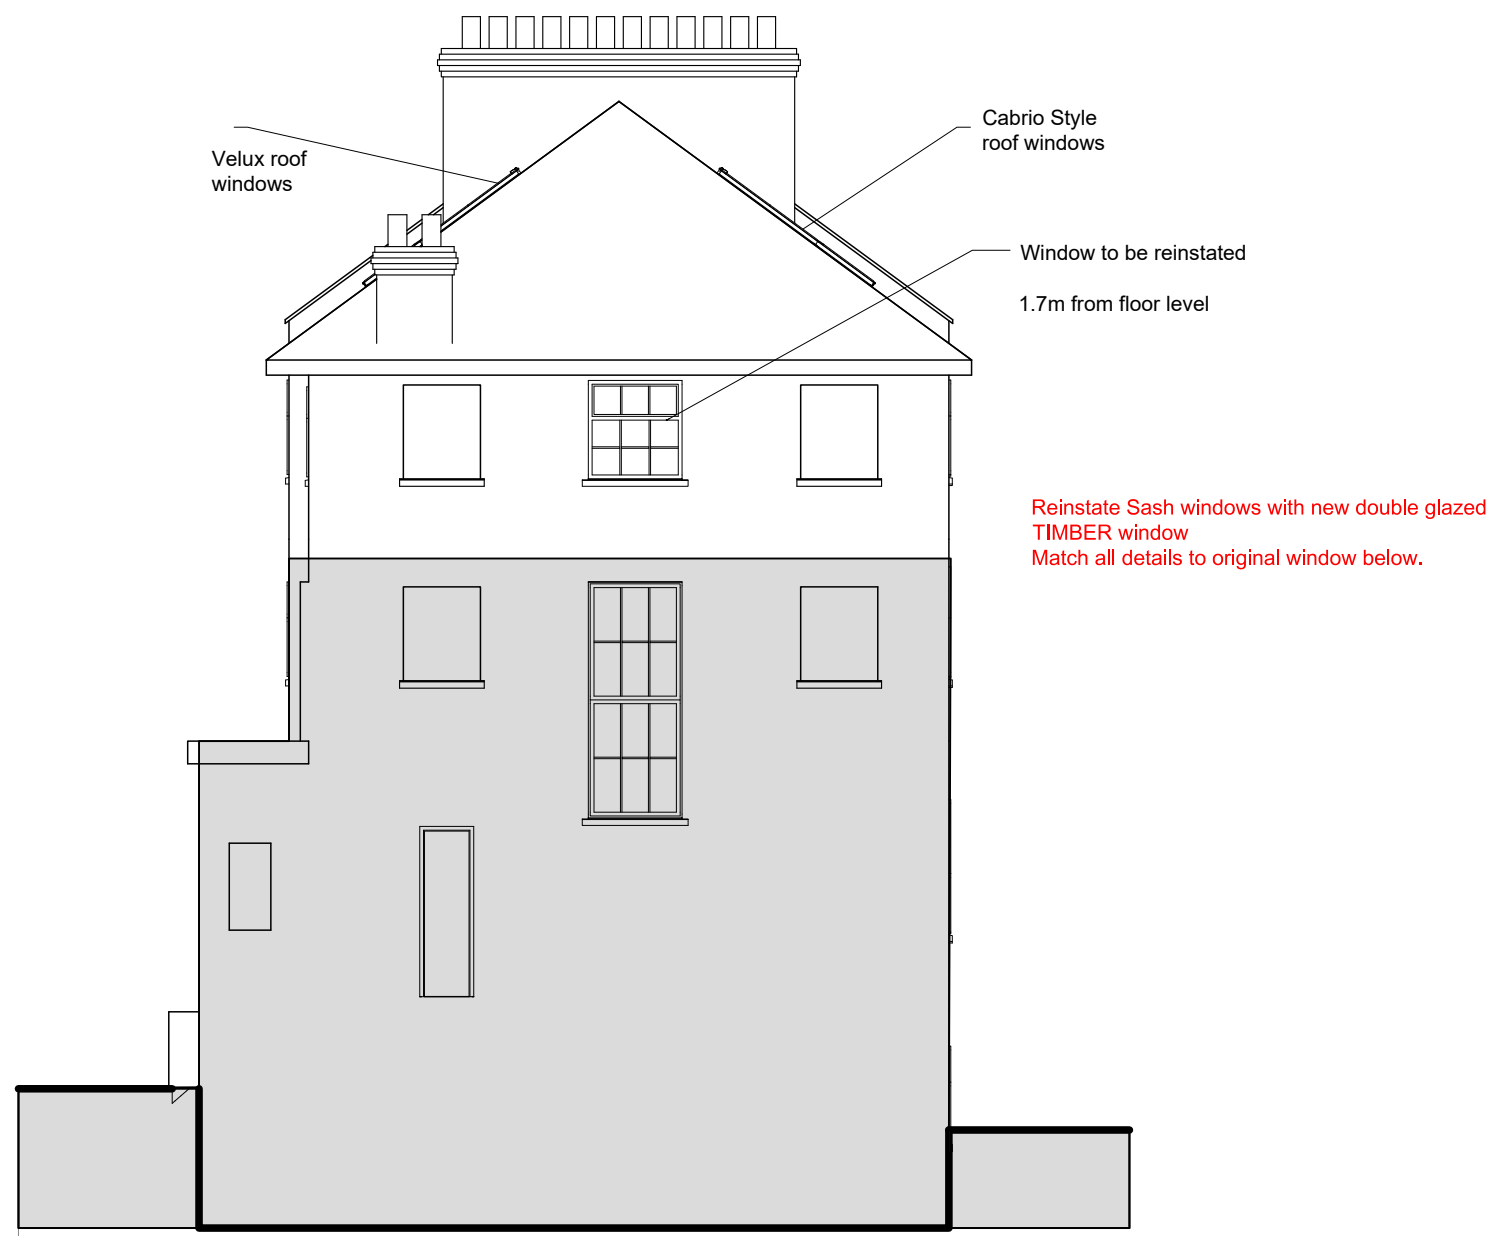 Cabrio Style
roof windows
Velux roof
windows
Window to be reinstated
1.7m from floor level
Reinstate Sash windows with new double glazed
TIMBER window
Match all details to original window below.